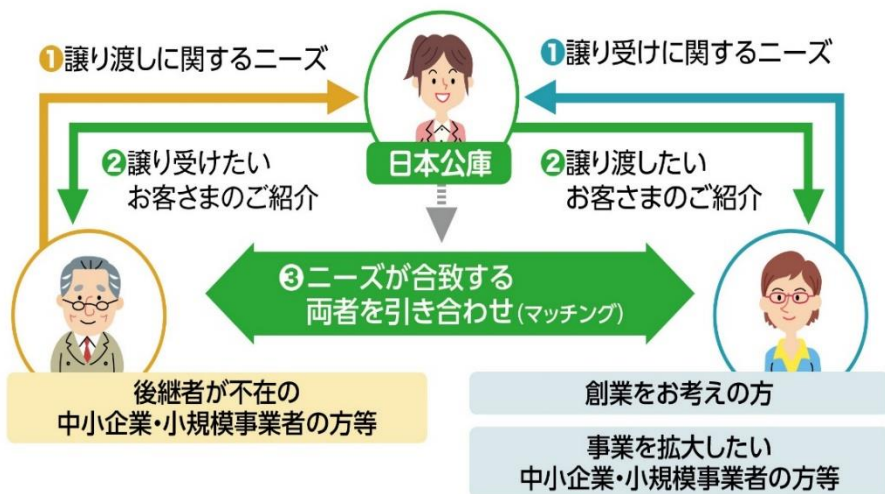 ❶譲り渡しに関するニーズ
❶譲り受けに関するニーズ
❷譲り受けたい
お客さまのご紹介
日本公庫
❷譲り渡したい
お客さまのご紹介
❸ニーズが合致する
両者を引き合わせ(マッチング)
後継者が不在の
中小企業・小規模事業者の方等
創業をお考えの方
事業を拡大したい
中小企業・小規模事業者の方等